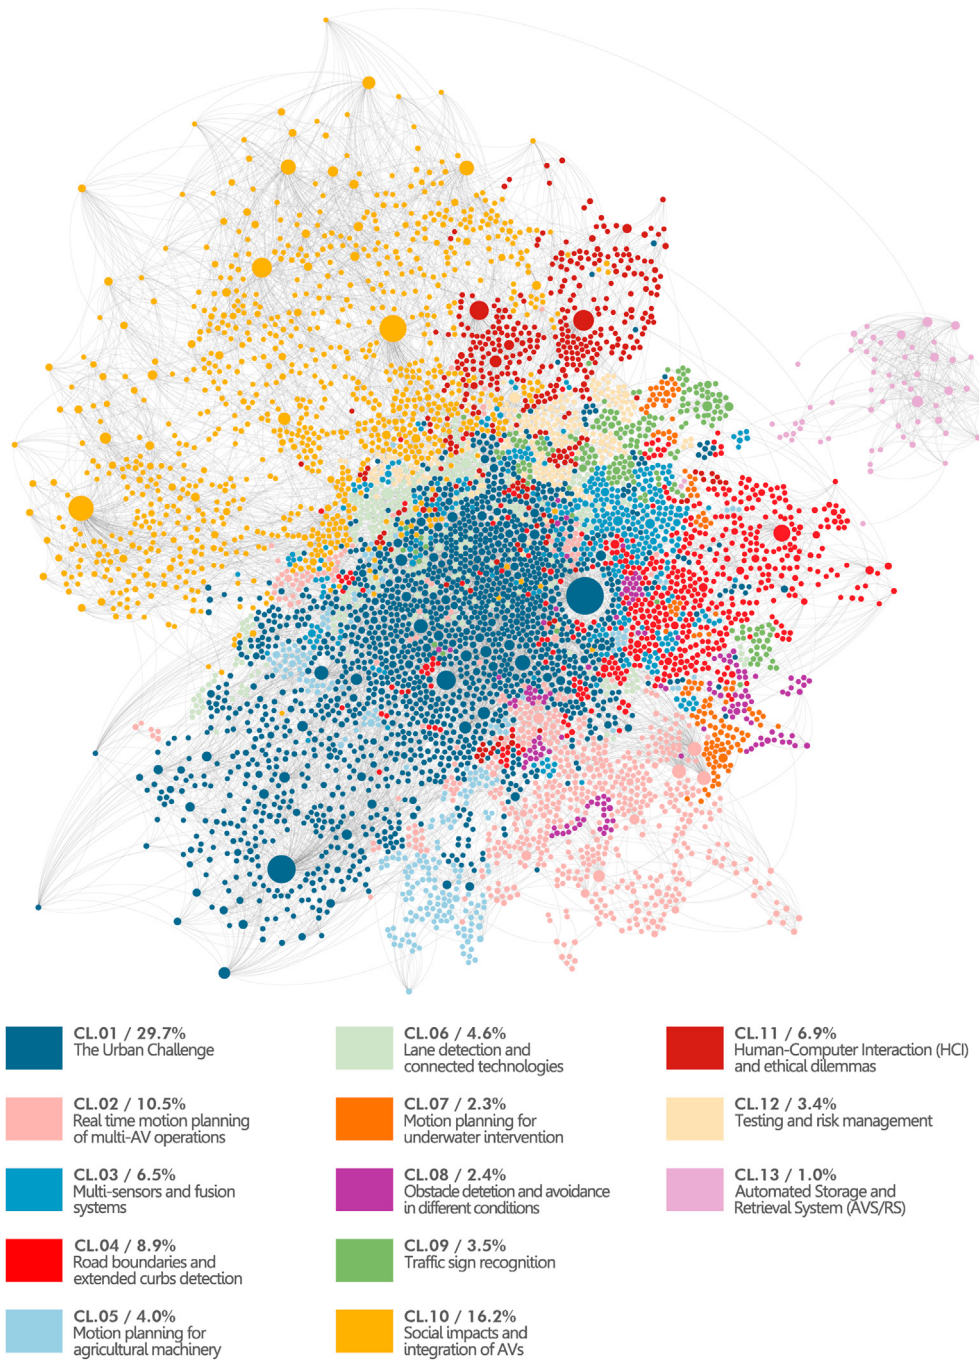 CL.01 / 29.7%
The Urban Challenge
CL.02 / 10.5%
Real time motion planning
of multi-AV operations
CL.03 / 6.5%
Multi-sensors and fusion
systems
CL.04 / 8.9%
Road boundaries and
extended curbs detection
CL.05 / 4.0%
Motion planning for
agricultural machinery
CL.06 / 4.6%
Lane detection and
connected technologies
CL.07 / 2.3%
Motion planning for
underwater intervention
CL.08 / 2.4%
Obstacle detetion and avoidance
in different conditions
CL.09 / 3.5%
Traffic sign recognition
CL.10 / 16.2%
Social impacts and
integration of AVs
CL.11 / 6.9%
Human-Computer Interaction (HCI)
and ethical dilemmas
CL.12 / 3.4%
Testing and risk management
CL.13 / 1.0%
Automated Storage and
Retrieval System (AVS/RS)